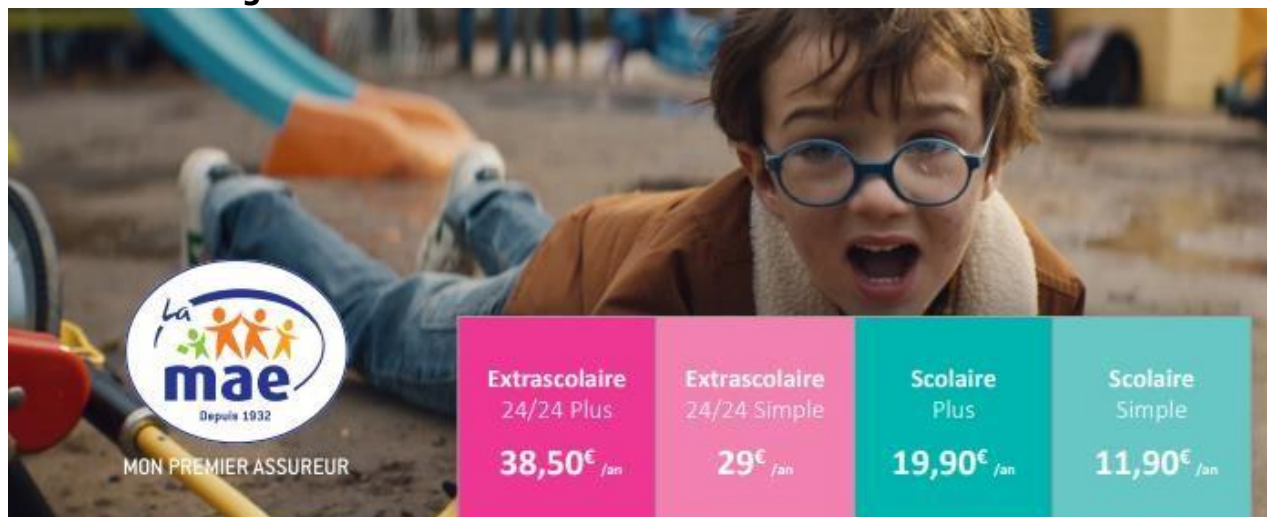 La
mae
Depuis 1932
MON PREMIER ASSUREUR
Extrascolaire
24/24 Plus
38,50€ /an
Extrascolaire
24/24 Simple
29€ /an
Scolaire
Plus
19,90€ /an
Scolaire
Simple
11,90€ /an